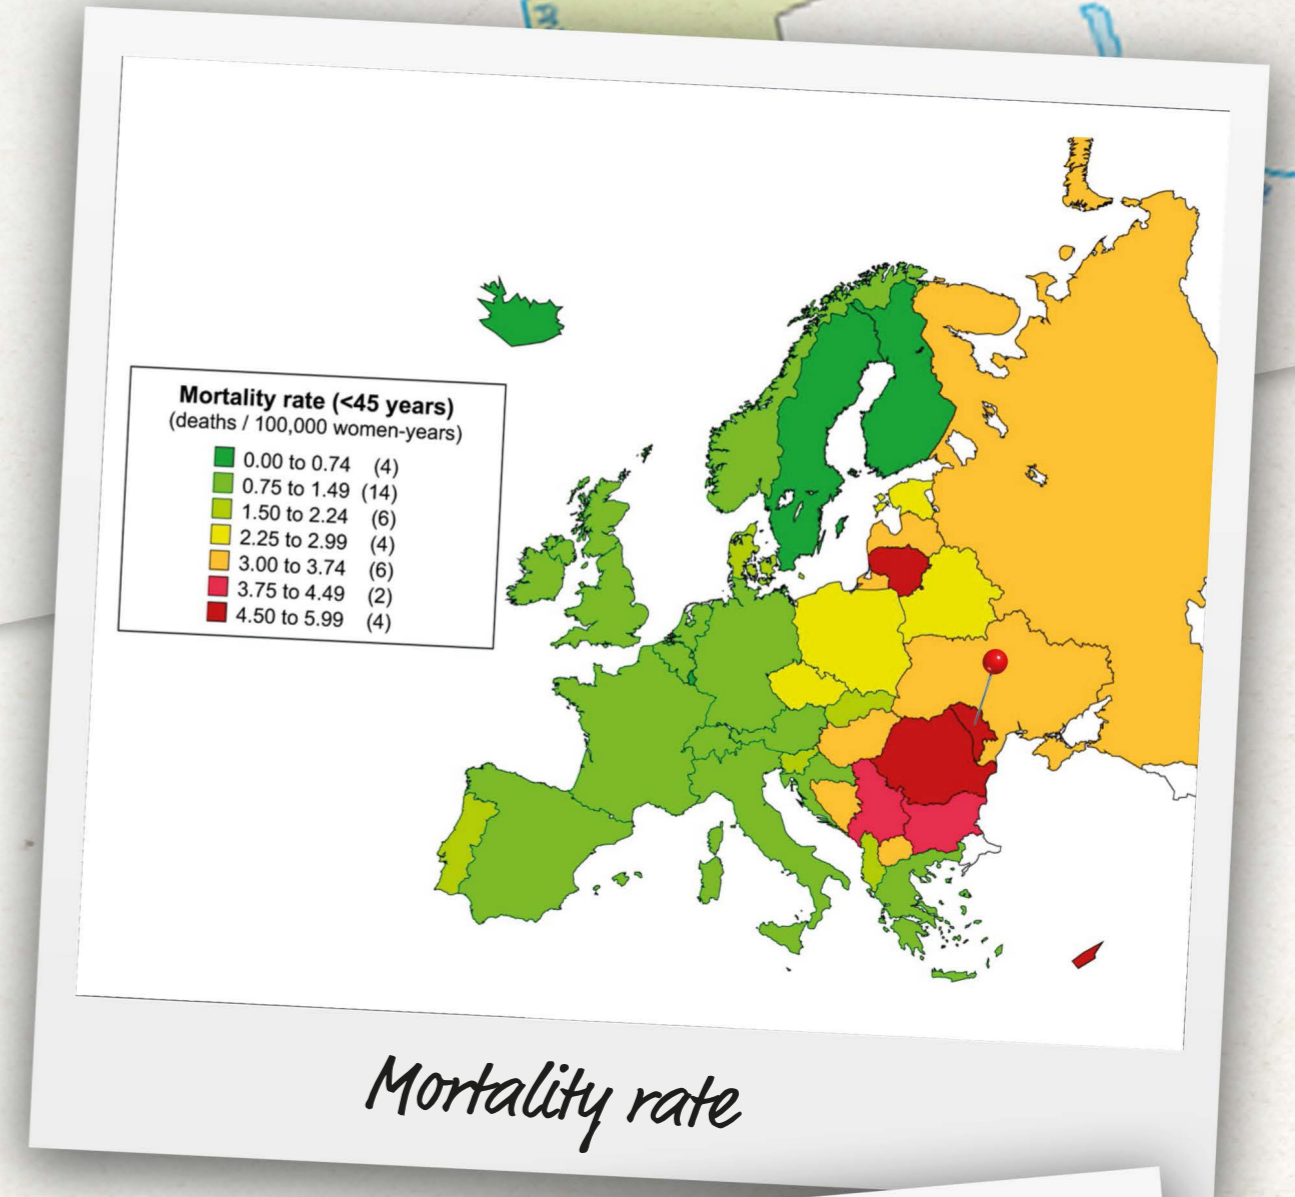 Mortality rate (<45 years)
(deaths / 100,000 women-years)
0.00 to 0.74 (4)
0.75 to 1.49 (14)
1.50 to 2.24 (6)
2.25 to 2.99 (4)
3.00 to 3.74 (6)
3.75 to 4.49 (2)
4.50 to 5.99 (4)
Mortality rate